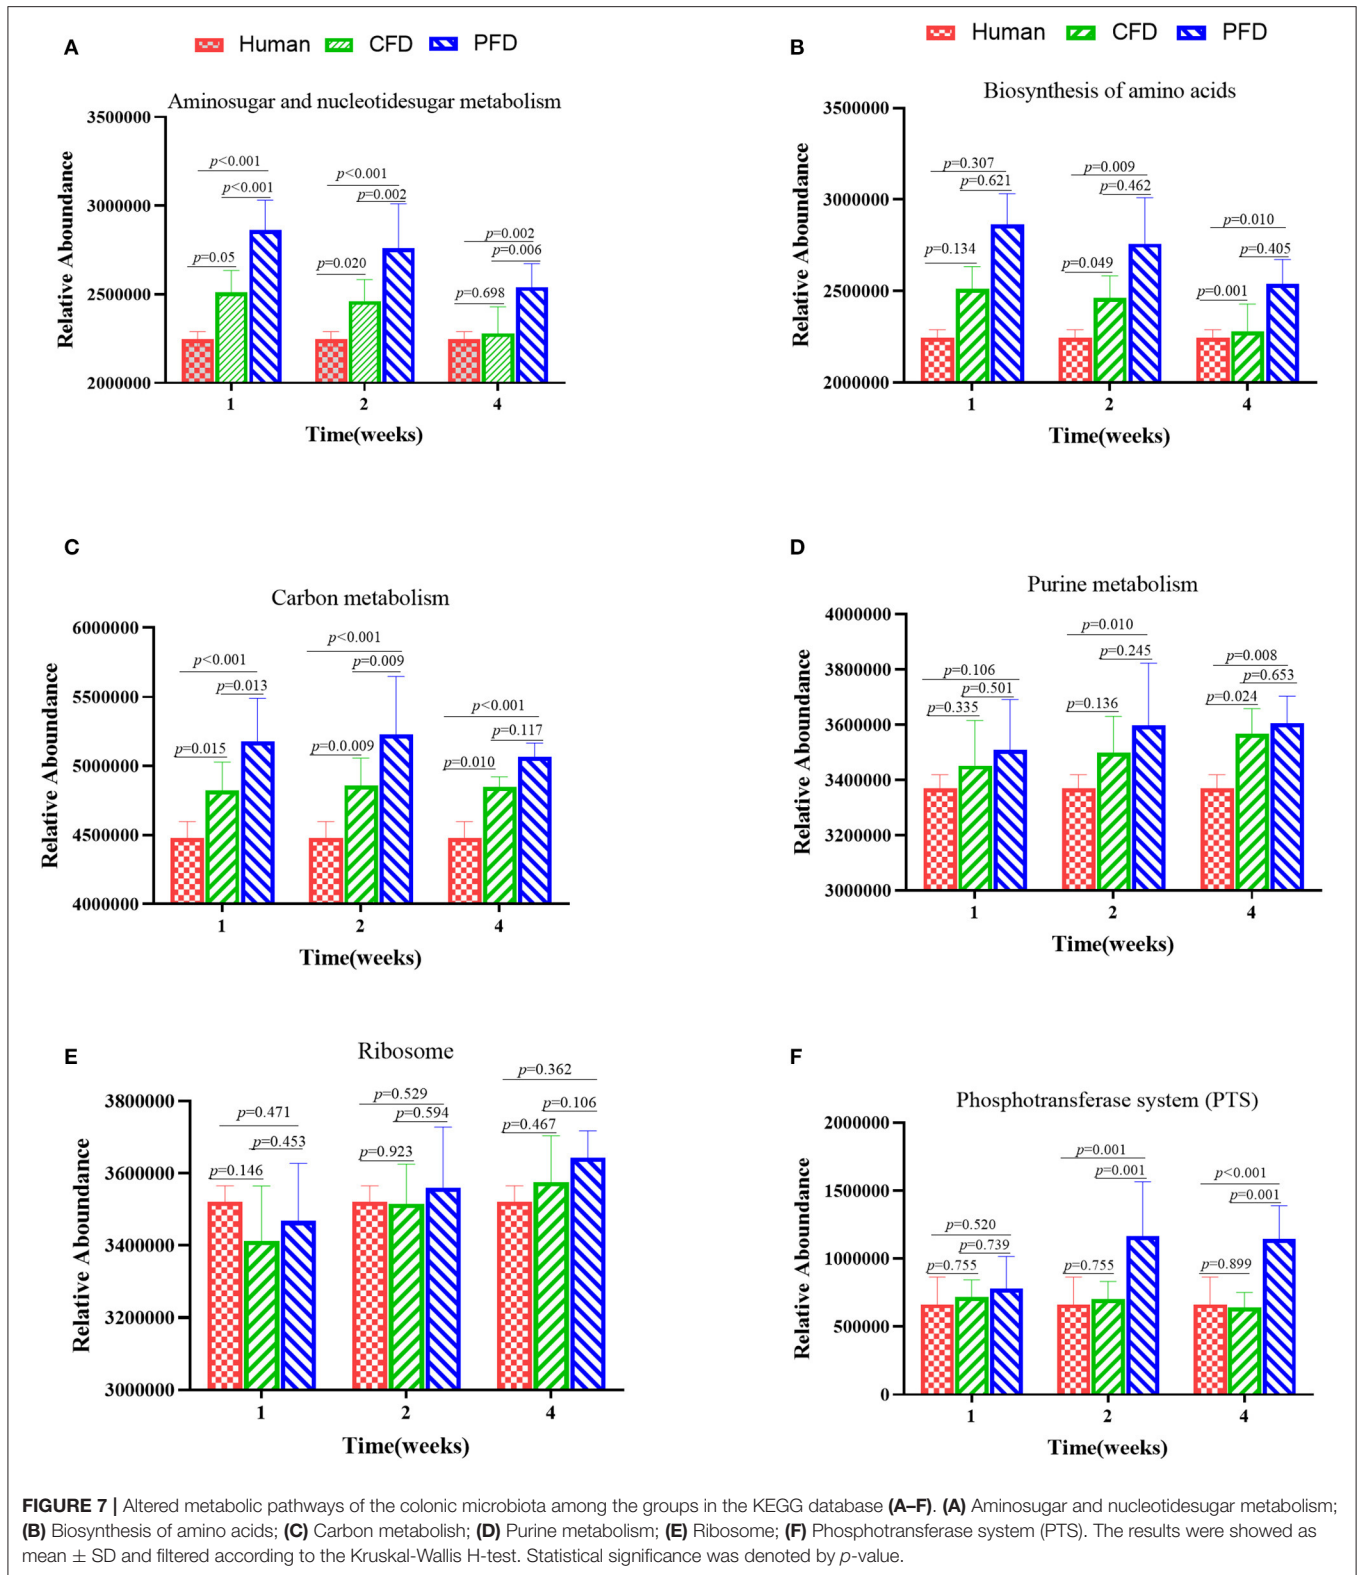 A
Human CFD PFD
Aminosugar and nucleotidesugar metabolism
3500000
3000000
2500000
2000000
Relative Aboundance
p<0.001
p<0.001
p=0.05
p<0.001
p=0.002
p=0.020
p=0.002
p=0.006
p=0.698
1 2 4
Time(weeks)
B
Human CFD PFD
Biosynthesis of amino acids
3500000
3000000
2500000
2000000
Relative Aboundance
p=0.307
p=0.621
p=0.134
p=0.009
p=0.462
p=0.049
p=0.010
p=0.405
p=0.001
1 2 4
Time(weeks)
C
Carbon metabolism
6000000
5500000
5000000
4500000
4000000
Relative Aboundance
p<0.001
p=0.013
p=0.015
p<0.001
p=0.009
p=0.0.009
p<0.001
p=0.117
p=0.010
1 2 4
Time(weeks)
D
Purine metabolism
4000000
3800000
3600000
3400000
3200000
3000000
Relative Aboundance
p=0.106
p=0.501
p=0.335
p=0.010
p=0.245
p=0.136
p=0.008
p=0.653
p=0.024
1 2 4
Time(weeks)
E
Ribosome
3800000
3600000
3400000
3200000
3000000
Relative Aboundance
p=0.471
p=0.453
p=0.146
p=0.529
p=0.594
p=0.923
p=0.362
p=0.106
p=0.467
1 2 4
Time(weeks)
F
Phosphotransferase system (PTS)
2000000
1500000
1000000
500000
0
Relative Aboundance
p=0.520
p=0.739
p=0.755
p=0.001
p=0.001
p=0.755
p<0.001
p=0.001
p=0.899
1 2 4
Time(weeks)
FIGURE 7 | Altered metabolic pathways of the colonic microbiota among the groups in the KEGG database (A–F). (A) Aminosugar and nucleotidesugar metabolism;
(B) Biosynthesis of amino acids; (C) Carbon metabolish; (D) Purine metabolism; (E) Ribosome; (F) Phosphotransferase system (PTS). The results were showed as
mean ± SD and filtered according to the Kruskal-Wallis H-test. Statistical significance was denoted by p-value.